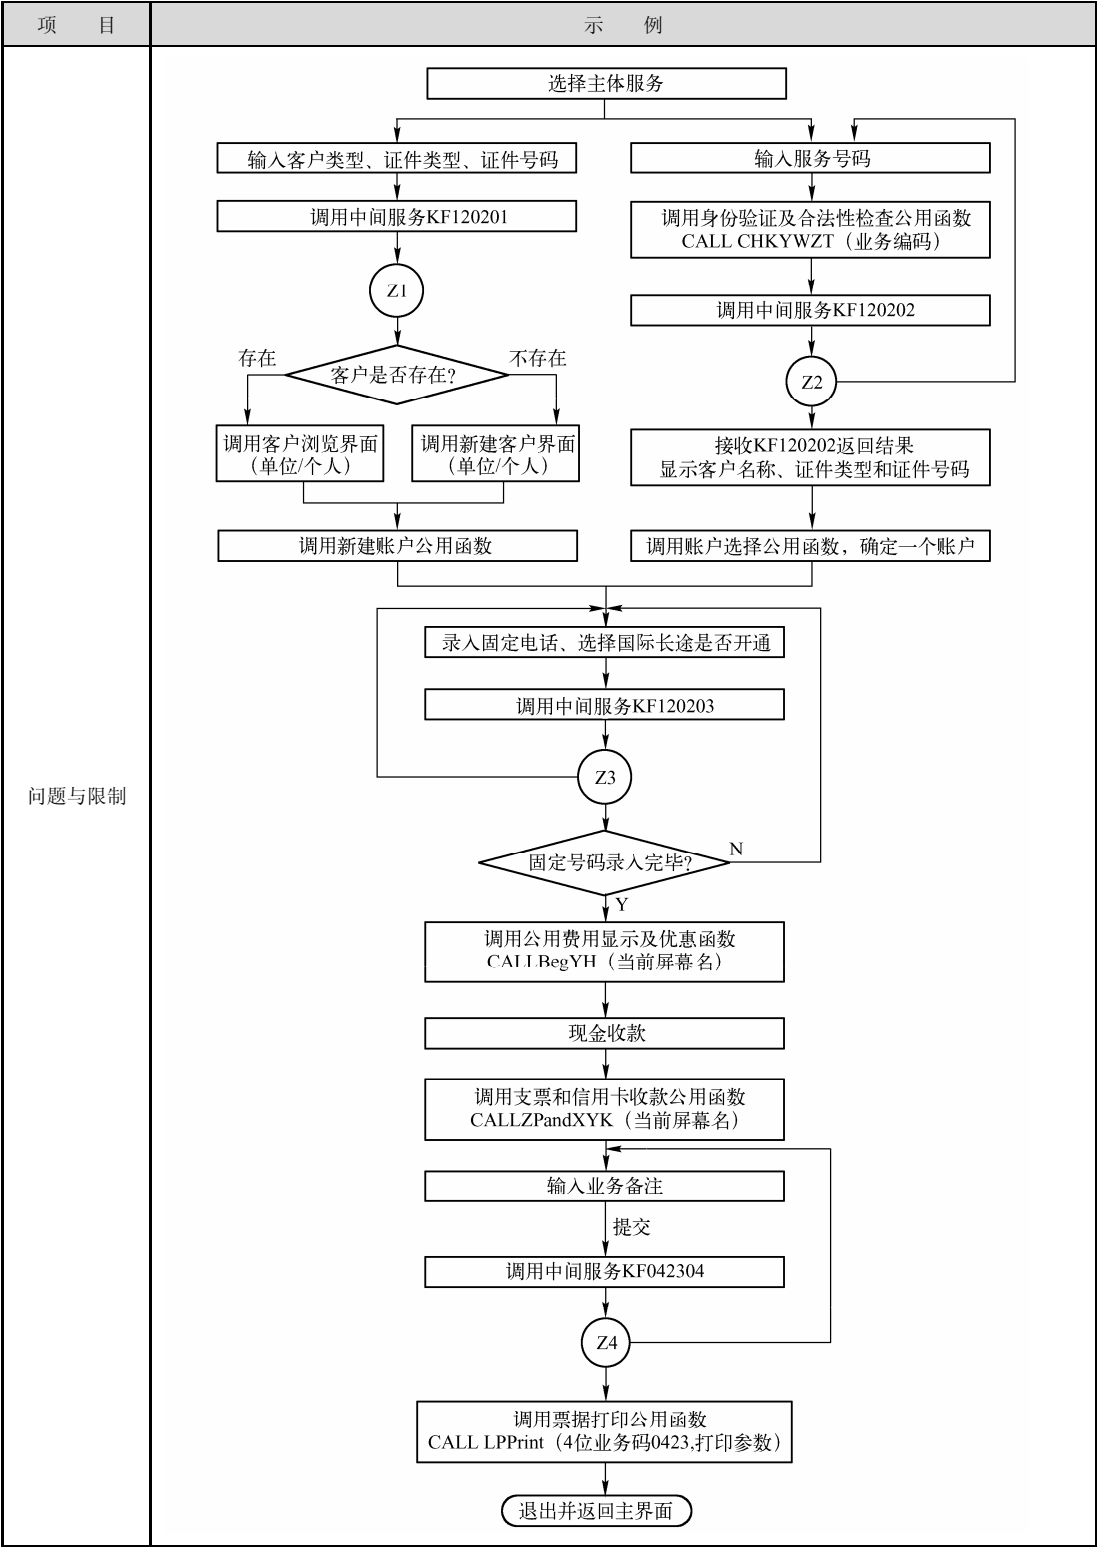 项 目
示 例
问题与限制
选择主体服务
输入客户类型、证件类型、证件号码
调用中间服务KF120201
Z1
客户是否存在?
存在
不存在
调用客户浏览界面
（单位/个人）
调用新建客户界面
（单位/个人）
调用新建账户公用函数
输入服务号码
调用身份验证及合法性检查公用函数
CALL CHKYWZT（业务编码）
调用中间服务KF120202
Z2
接收KF120202返回结果
显示客户名称、证件类型和证件号码
调用账户选择公用函数，确定一个账户
录入固定电话、选择国际长途是否开通
调用中间服务KF120203
Z3
固定号码录入完毕?
N
Y
调用公用费用显示及优惠函数
CALLBegYH（当前屏幕名）
现金收款
调用支票和信用卡收款公用函数
CALLZPandXYK（当前屏幕名）
输入业务备注
提交
调用中间服务KF042304
Z4
调用票据打印公用函数
CALL LPPrint（4位业务码0423,打印参数）
退出并返回主界面